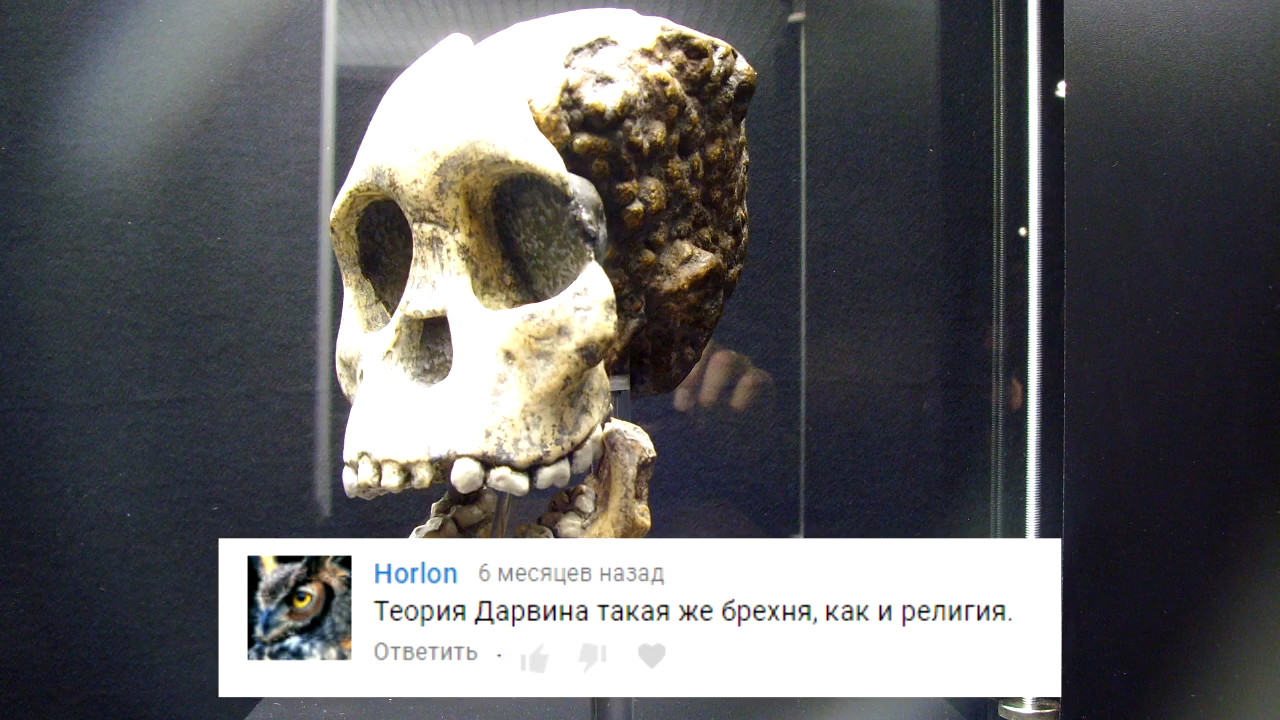 Horlon 6 месяцев назад
Теория Дарвина такая же брехня, как и религия.
Ответить